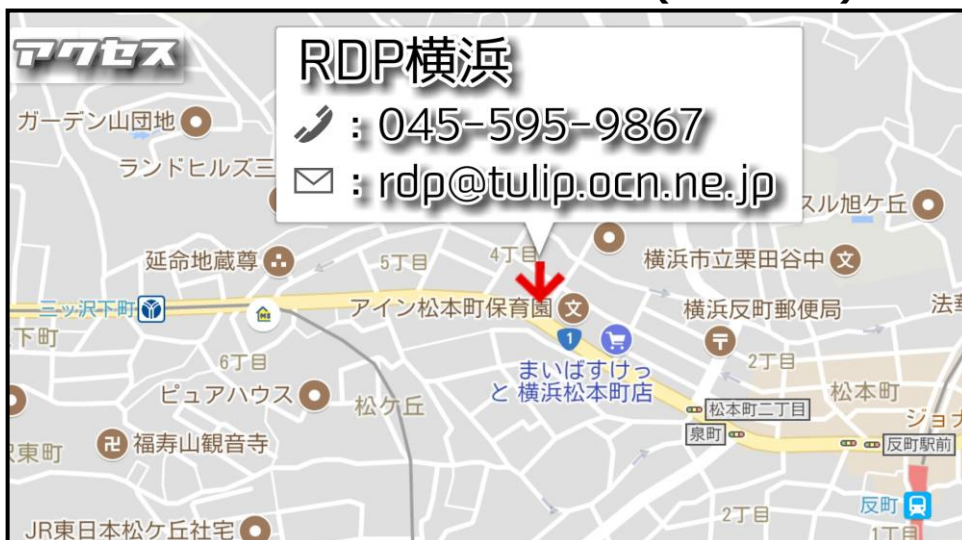 アクセス
RDP横浜
: 045-595-9867
: rdp@tulip.ocn.ne.jp
ガーデン山団地
ランドヒルズ三
スル旭ケ丘
延命地蔵尊
5丁目
4丁目
横浜市立栗田谷中
三ッ沢下町
アイン松本町保育園
横浜反町郵便局
法華
下町
1
6丁目
まいばすけっ
と 横浜松本町店
2丁目
ピュアハウス
松ケ丘
松本町
松本町二丁目
ジョナ
泉町
反町駅前
東町
福寿山観音寺
反町
2丁目
JR東日本松ケ丘社宅
1丁目